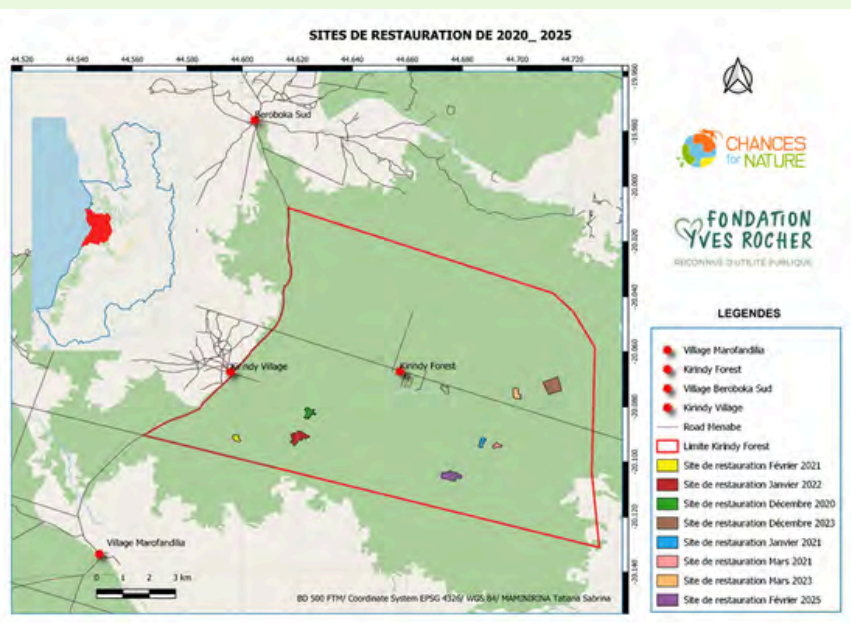 SITES DE RESTAURATION DE 2020_ 2025
44.520 44.540 44.560 44.580 44.600 44.620 44.640 44.660 44.680 44.700 44.720
-19.960
-19.980
-20.000
-20.020
-20.040
-20.060
-20.080
-20.100
-20.120
-20.140
Beroboka Sud
Kirindy Village
Kirindy Forest
Village Marofandilia
0 1 2 3 km
BD 500 FTM/ Coordinate System EPSG 4326/ WGS 84/ MAMINIRINA Tatiana Sabrina
CHANCES
for NATURE
FONDATION
YVES ROCHER
RECONNUE D'UTILITÉ PUBLIQUE
LEGENDES
Village Marofandilia
Kirindy Forest
Village Beroboka Sud
Kirindy Village
Road Menabe
Limite Kirindy Forest
Site de restauration Février 2021
Site de restauration Janvier 2022
Site de restauration Décembre 2020
Site de restauration Décembre 2023
Site de restauration Janvier 2021
Site de restauration Mars 2021
Site de restauration Mars 2023
Site de restauration Février 2025